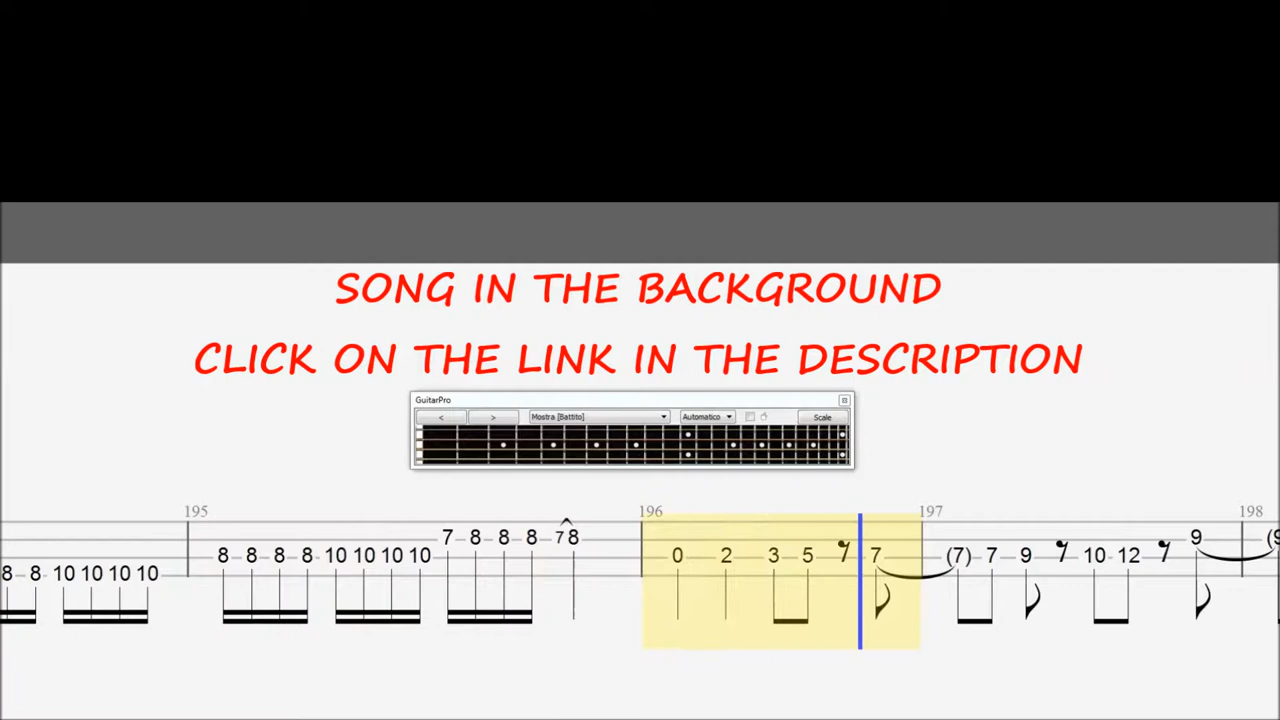 SONG IN THE BACKGROUND
CLICK ON THE LINK IN THE DESCRIPTION
GuitarPro
< > Mostra [Battito] Automatico Scale
195 196 197 198
7 8 8 8 7 8 9 (9
8 8 8 8 10 10 10 10 0 2 3 5 7 (7) 7 9 10 12
8 8 10 10 10 10